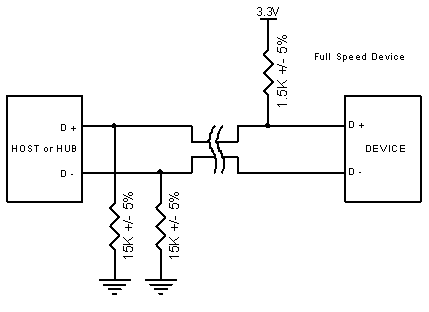 3.3V
1.5K +/- 5%
Full Speed Device
D +
HOST or HUB
D -
D +
DEVICE
D -
15K +/- 5%
15K +/- 5%